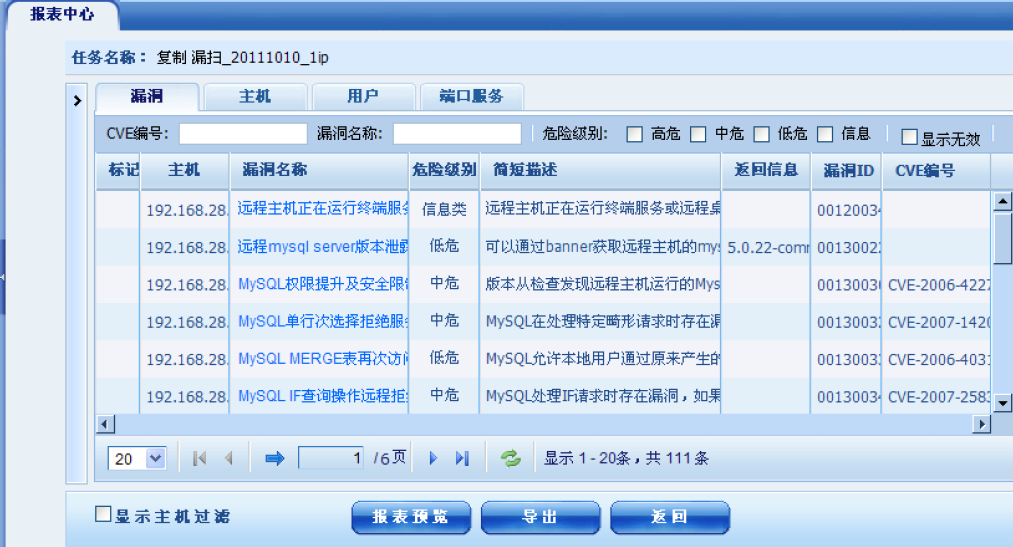 报表中心
任务名称： 复制 漏扫_20111010_1ip
漏洞 主机 用户 端口服务
CVE编号: 漏洞名称: 危险级别: 高危 中危 低危 信息 显示无效
标记 主机 漏洞名称 危险级别 简短描述 返回信息 漏洞ID CVE编号
192.168.28. 远程主机正在运行终端服务 信息类 远程主机正在运行终端服务或远程桌 0012003
192.168.28. 远程mysql server版本泄露 低危 可以通过banner获取远程主机的mys 5.0.22-comm 0013002
192.168.28. MySQL权限提升及安全限 中危 版本从检查发现远程主机运行的Mys 0013003 CVE-2006-4227
192.168.28. MySQL单行次选择拒绝服 中危 MySQL在处理特定畸形请求时存在漏 0013003 CVE-2007-1420
192.168.28. MySQL MERGE表再次访问 低危 MySQL允许本地用户通过原来产生的 0013003 CVE-2006-4031
192.168.28. MySQL IF查询操作远程拒 中危 MySQL处理IF请求时存在漏洞，如果 0013003 CVE-2007-2583
20 1 /6页 显示 1 - 20条，共 111 条
显示主机过滤 报表预览 导出 返回